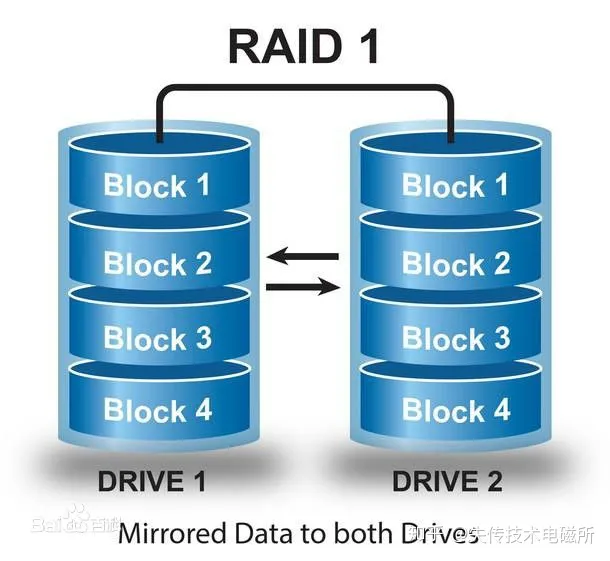 RAID 1
Block 1
Block 2
Block 3
Block 4
DRIVE 1
Block 1
Block 2
Block 3
Block 4
DRIVE 2
Mirrored Data to both Drives
Bai百科
知乎 @失传技术电磁所